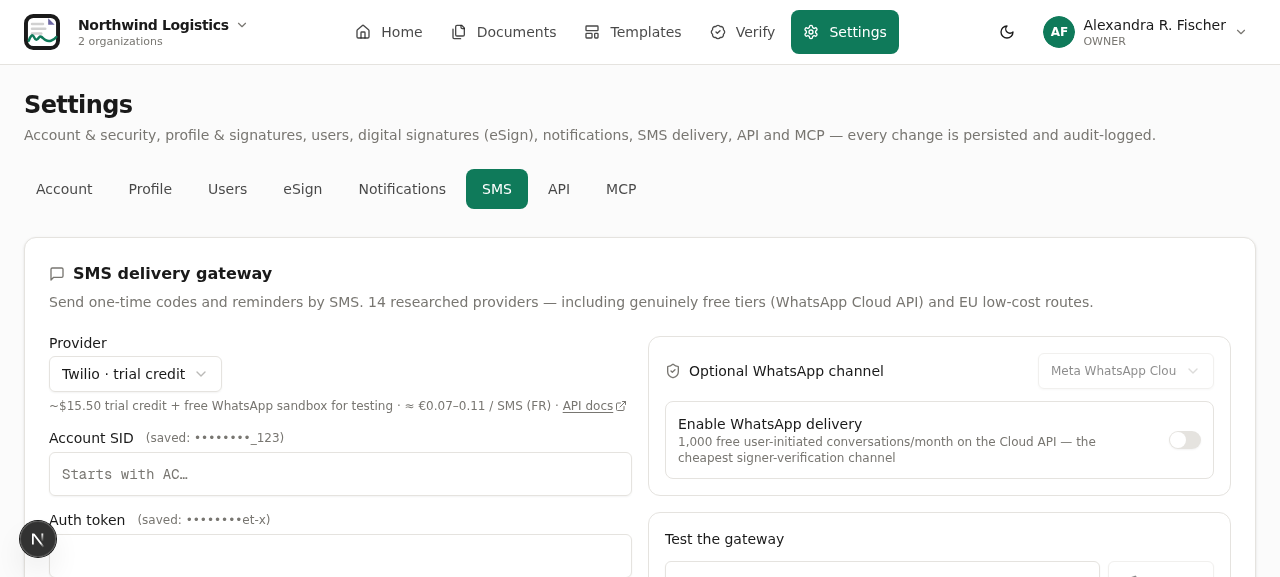 Northwind Logistics
2 organizations
Home
Documents
Templates
Verify
Settings
AF
Alexandra R. Fischer
OWNER
Settings
Account & security, profile & signatures, users, digital signatures (eSign), notifications, SMS delivery, API and MCP — every change is persisted and audit-logged.
Account
Profile
Users
eSign
Notifications
SMS
API
MCP
SMS delivery gateway
Send one-time codes and reminders by SMS. 14 researched providers — including genuinely free tiers (WhatsApp Cloud API) and EU low-cost routes.
Provider
Twilio · trial credit
~$15.50 trial credit + free WhatsApp sandbox for testing · ≈ €0.07–0.11 / SMS (FR) · API docs
Account SID (saved: ••••••••_123)
Starts with AC…
Auth token (saved: ••••••••et-x)
Optional WhatsApp channel
Meta WhatsApp Clou
Enable WhatsApp delivery
1,000 free user-initiated conversations/month on the Cloud API — the
cheapest signer-verification channel
Test the gateway
N